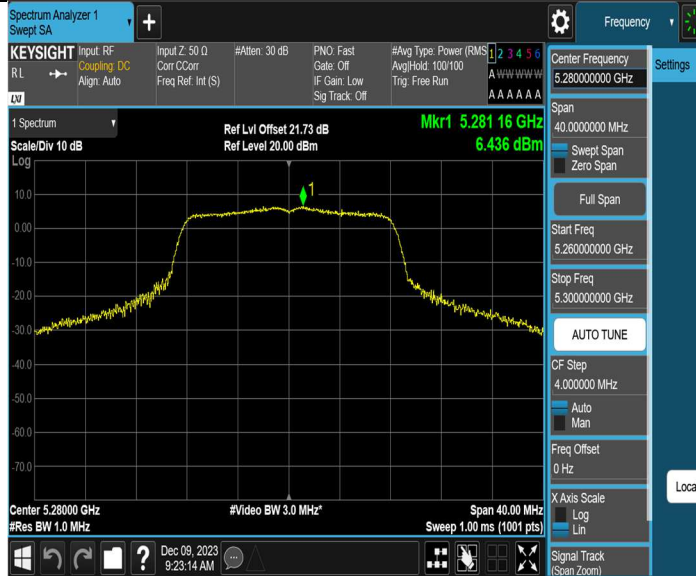 Spectrum Analyzer 1
Swept SA
+
Frequency
KEYSIGHT
RL
LXI
Input: RF
Coupling: DC
Align: Auto
Input Z: 50 Ω
Corr CCorr
Freq Ref: Int (S)
#Atten: 30 dB
PNO: Fast
Gate: Off
IF Gain: Low
Sig Track: Off
#Avg Type: Power (RMS
Avg|Hold: 100/100
Trig: Free Run
1 2 3 4 5 6
A W W W W W
A A A A A A
1 Spectrum
Scale/Div 10 dB
Log
Ref Lvl Offset 21.73 dB
Ref Level 20.00 dBm
Mkr1 5.281 16 GHz
6.436 dBm
1
10.0
0.00
-10.0
-20.0
-30.0
-40.0
-50.0
-60.0
-70.0
Center 5.28000 GHz
#Res BW 1.0 MHz
#Video BW 3.0 MHz*
Span 40.00 MHz
Sweep 1.00 ms (1001 pts)
Center Frequency
5.280000000 GHz
Settings
Span
40.0000000 MHz
Swept Span
Zero Span
Full Span
Start Freq
5.260000000 GHz
Stop Freq
5.300000000 GHz
AUTO TUNE
CF Step
4.000000 MHz
Auto
Man
Freq Offset
0 Hz
X Axis Scale
Log
Lin
Loca
Signal Track
(Span Zoom)
?
Dec 09, 2023
9:23:14 AM